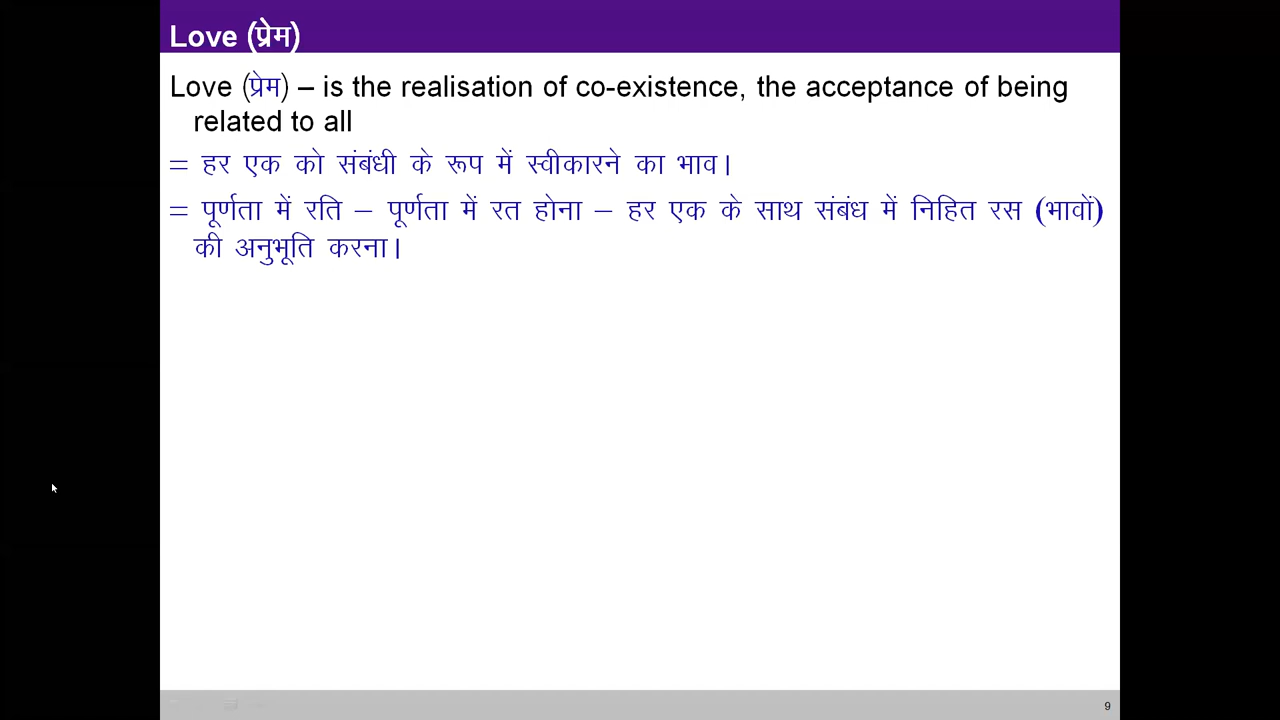 Love (प्रेम)
Love (प्रेम) – is the realisation of co-existence, the acceptance of being
related to all
= हर एक को संबंधी के रूप में स्वीकारने का भाव।
= पूर्णता में रति – पूर्णता में रत होना – हर एक के साथ संबंध में निहित रस (भावों)
की अनुभूति करना।
9